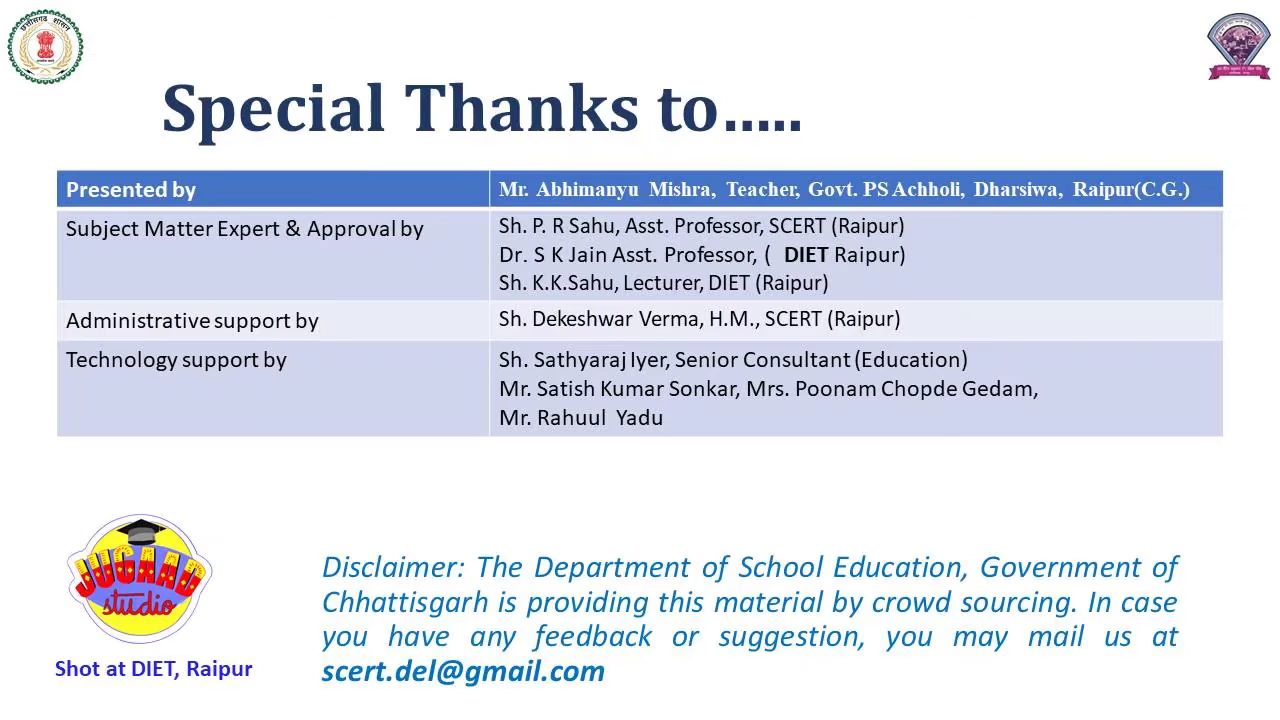 छत्तीसगढ़ शासन
Special Thanks to.....
Presented by
Mr. Abhimanyu Mishra, Teacher, Govt. PS Achholi, Dharsiwa, Raipur(C.G.)
Subject Matter Expert & Approval by
Sh. P. R Sahu, Asst. Professor, SCERT (Raipur)
Dr. S K Jain Asst. Professor, ( DIET Raipur)
Sh. K.K.Sahu, Lecturer, DIET (Raipur)
Administrative support by
Sh. Dekeshwar Verma, H.M., SCERT (Raipur)
Technology support by
Sh. Sathyaraj Iyer, Senior Consultant (Education)
Mr. Satish Kumar Sonkar, Mrs. Poonam Chopde Gedam,
Mr. Rahuul Yadu
JUGAAD
studio
Shot at DIET, Raipur
Disclaimer: The Department of School Education, Government of
Chhattisgarh is providing this material by crowd sourcing. In case
you have any feedback or suggestion, you may mail us at
scert.del@gmail.com